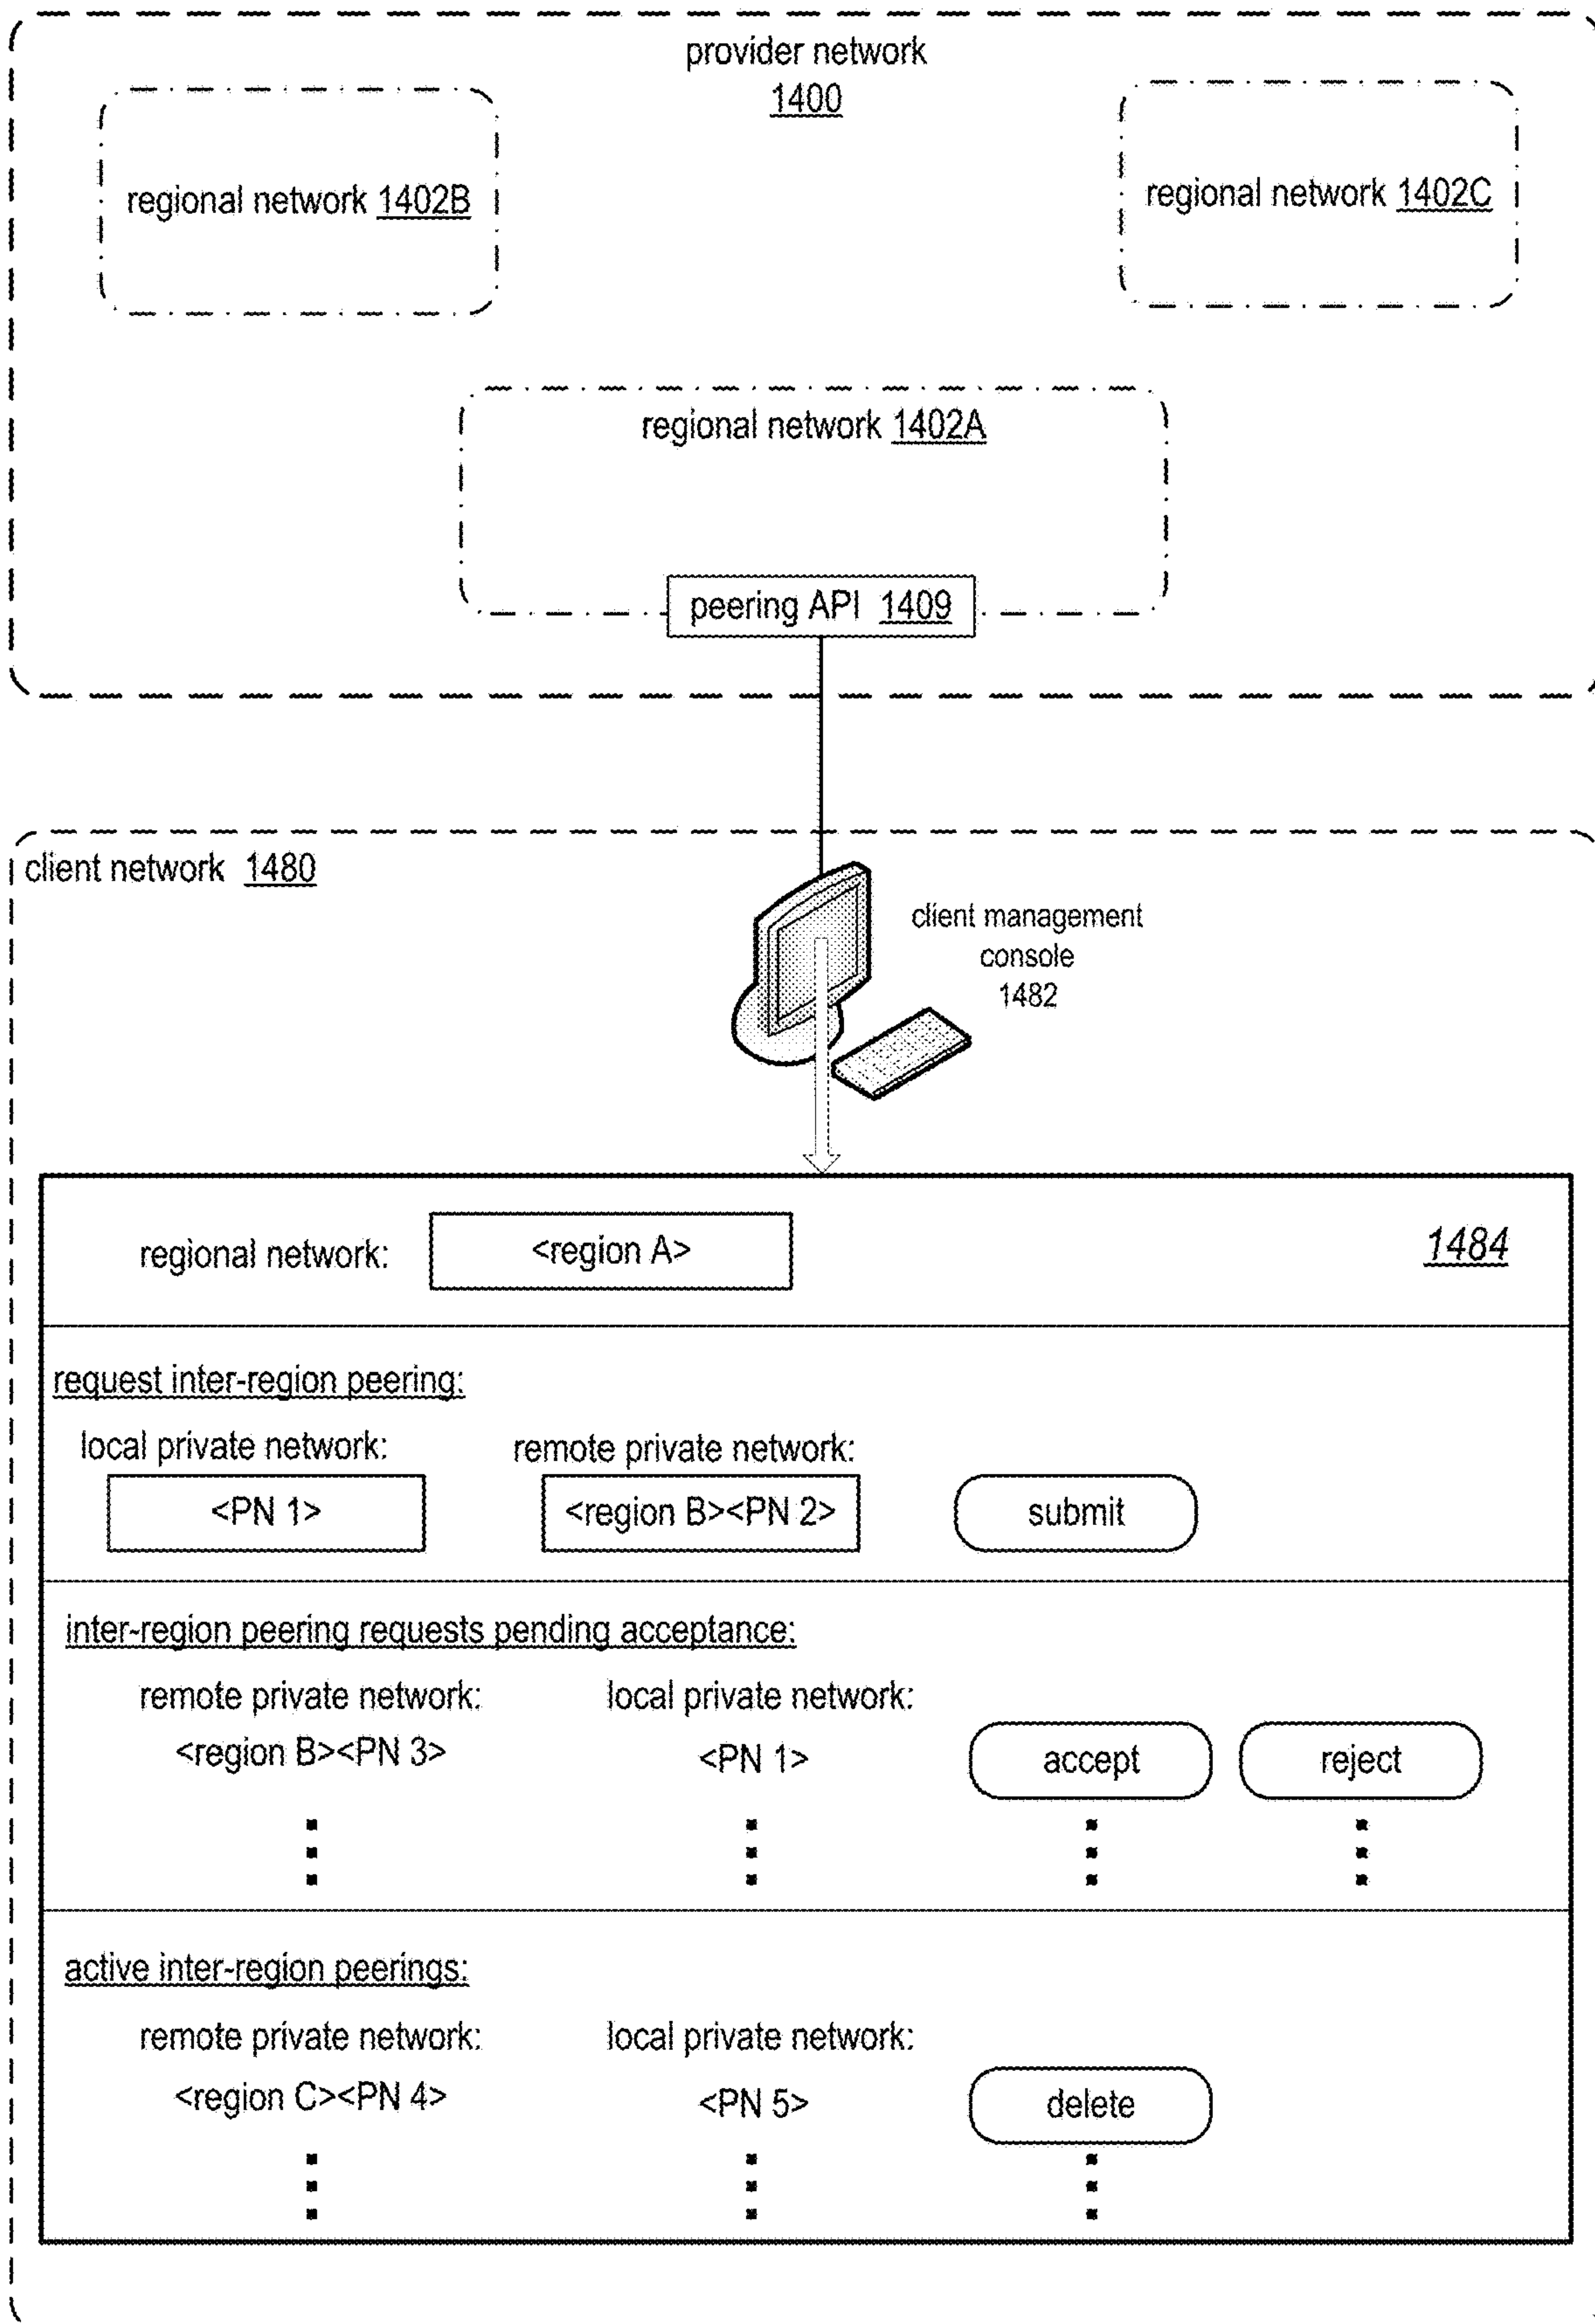 provider network
1400
regional network 1402B
regional network 1402C
regional network 1402A
peering API 1409
client network 1480
client management
console
1482
regional network: <region A> 1484
request inter-region peering:
local private network: remote private network:
<PN 1> <region B><PN 2> submit
inter-region peering requests pending acceptance:
remote private network: local private network:
<region B><PN 3> <PN 1> accept reject
active inter-region peerings:
remote private network: local private network:
<region C><PN 4> <PN 5> delete